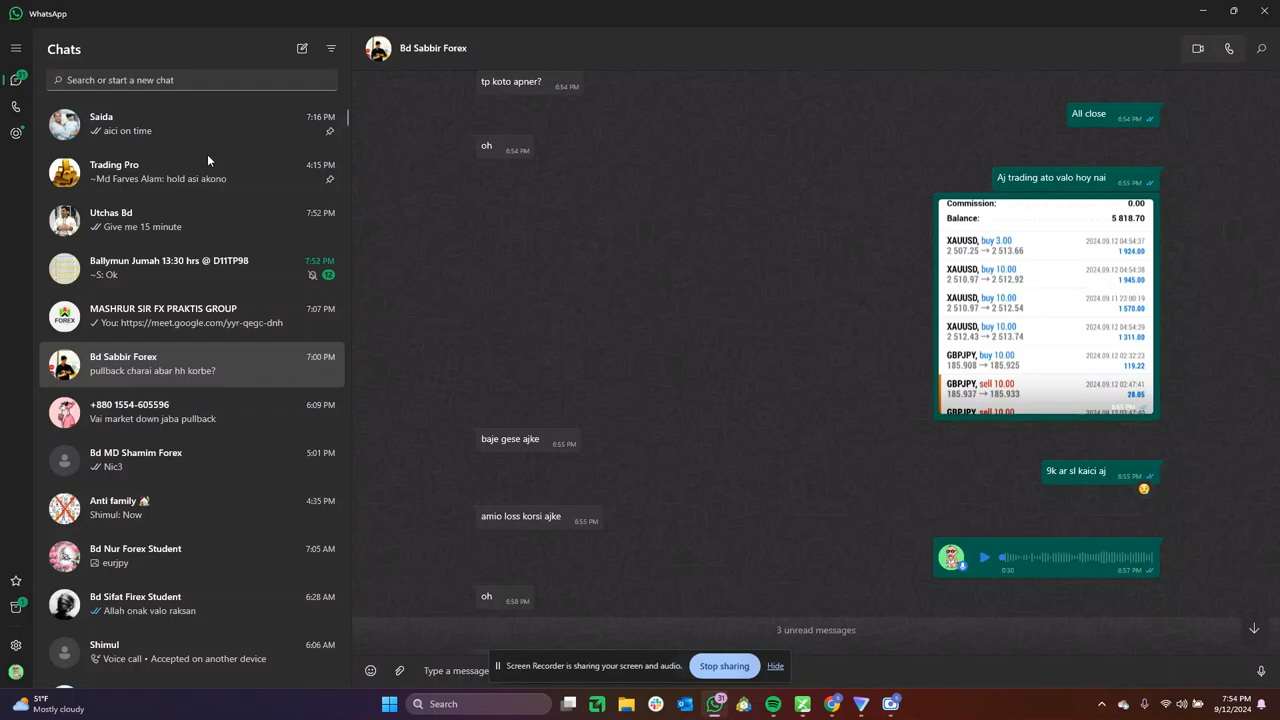 WhatsApp
Chats
Search or start a new chat
31
Saida 7:16 PM
aici on time
Trading Pro 4:15 PM
~Md Farves Alam: hold asi akono
Utchas Bd 7:52 PM
Give me 15 minute
Ballymun Jumah 13:30 hrs @ D11TP98 7:52 PM
~S: Ok 12
MASHRUR SIR FX PRAKTIS GROUP 7:37 PM
You: https://meet.google.com/yyr-qegc-dnh
FOREX
Bd Sabbir Forex 7:00 PM
pullback charai abar hh korbe?
+880 1554-605596 6:09 PM
Vai market down jaba pullback
Bd MD Shamim Forex 5:01 PM
Nic3
Anti family 4:35 PM
Shimul: Now
Bd Nur Forex Student 7:05 AM
eurjpy
Bd Sifat Firex Student 6:28 AM
Allah onak valo raksan
Shimul 6:06 AM
Voice call • Accepted on another device
Bd Sabbir Forex
tp koto apner? 6:54 PM
All close 6:54 PM
oh 6:54 PM
Aj trading ato valo hoy nai 6:55 PM
Commission: 0.00
Balance: 5 818.70
XAUUSD, buy 3.00 2024.09.12 04:54:37
2 507.25 → 2 513.66 1 924.00
XAUUSD, buy 10.00 2024.09.12 04:54:38
2 510.97 → 2 512.92 1 945.00
XAUUSD, buy 10.00 2024.09.11 23:00:19
2 510.97 → 2 512.54 1 570.00
XAUUSD, buy 10.00 2024.09.12 04:54:39
2 512.43 → 2 513.74 1 311.00
GBPJPY, buy 10.00 2024.09.12 02:32:23
185.908 → 185.925 119.22
GBPJPY, sell 10.00 2024.09.12 02:47:41
185.937 → 185.933 28.05
6:55 PM
GBPJPY, sell 10.00
baje gese ajke 6:55 PM
9k ar sl kaici aj 6:55 PM
amio loss korsi ajke 6:55 PM
0:30 6:57 PM
oh 6:58 PM
3 unread messages
Type a message
Screen Recorder is sharing your screen and audio. Stop sharing Hide
51°F
Mostly cloudy
Search
31
7:54 PM
9/12/2024